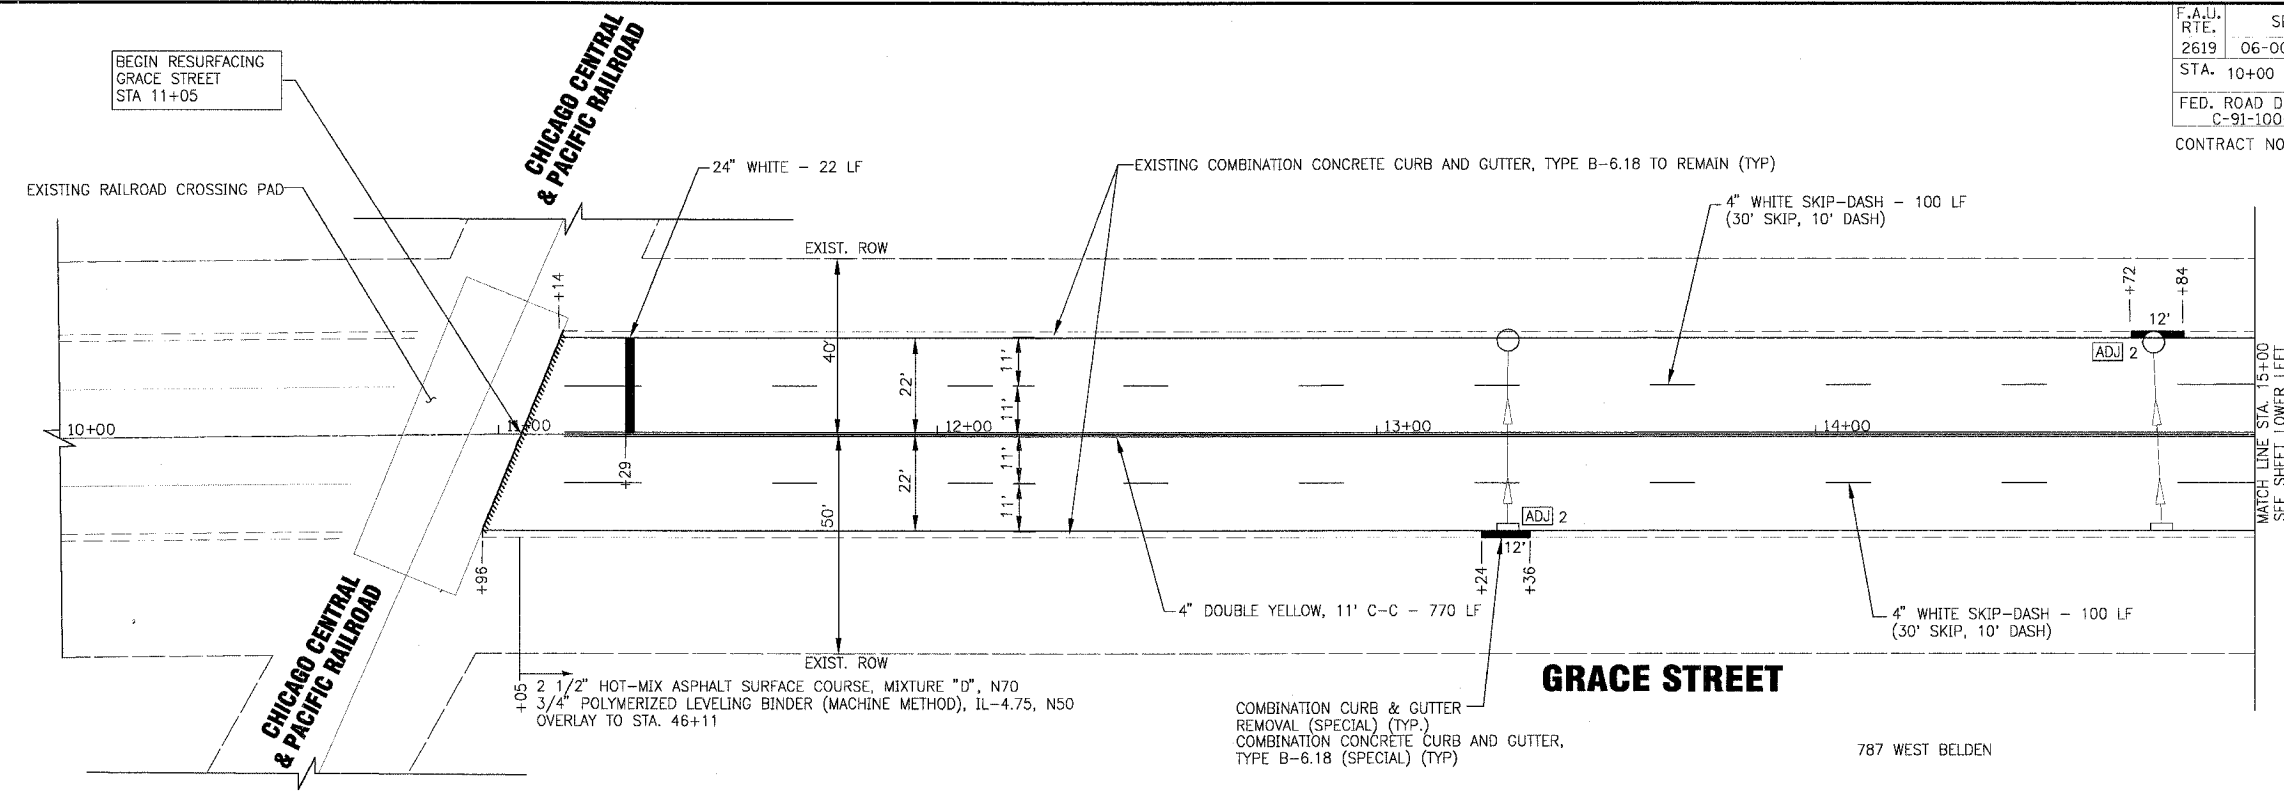 F.A.U.
RTE.
2619
06-00
STA. 10+00
FED. ROAD D
C-91-100
CONTRACT NO
BEGIN RESURFACING
GRACE STREET
STA 11+05
CHICAGO CENTRAL
& PACIFIC RAILROAD
24" WHITE - 22 LF
EXISTING COMBINATION CONCRETE CURB AND GUTTER, TYPE B-6.18 TO REMAIN (TYP)
EXISTING RAILROAD CROSSING PAD
4" WHITE SKIP-DASH - 100 LF
(30' SKIP, 10' DASH)
EXIST. ROW
+14
+72
+84
12'
ADJ 2
40'
22'
11'
11'
10+00
11+00
12+00
13+00
14+00
MATCH LINE STA. 15+00
SEE SHEET LOWER LEFT
+29
22'
11'
11'
50'
ADJ 2
12'
+96
+24
+36
4" DOUBLE YELLOW, 11' C-C - 770 LF
4" WHITE SKIP-DASH - 100 LF
(30' SKIP, 10' DASH)
CHICAGO CENTRAL
& PACIFIC RAILROAD
EXIST. ROW
GRACE STREET
+05
2 1/2" HOT-MIX ASPHALT SURFACE COURSE, MIXTURE "D", N70
3/4" POLYMERIZED LEVELING BINDER (MACHINE METHOD), IL-4.75, N50
OVERLAY TO STA. 46+11
COMBINATION CURB & GUTTER
REMOVAL (SPECIAL) (TYP.)
COMBINATION CONCRETE CURB AND GUTTER,
TYPE B-6.18 (SPECIAL) (TYP)
787 WEST BELDEN